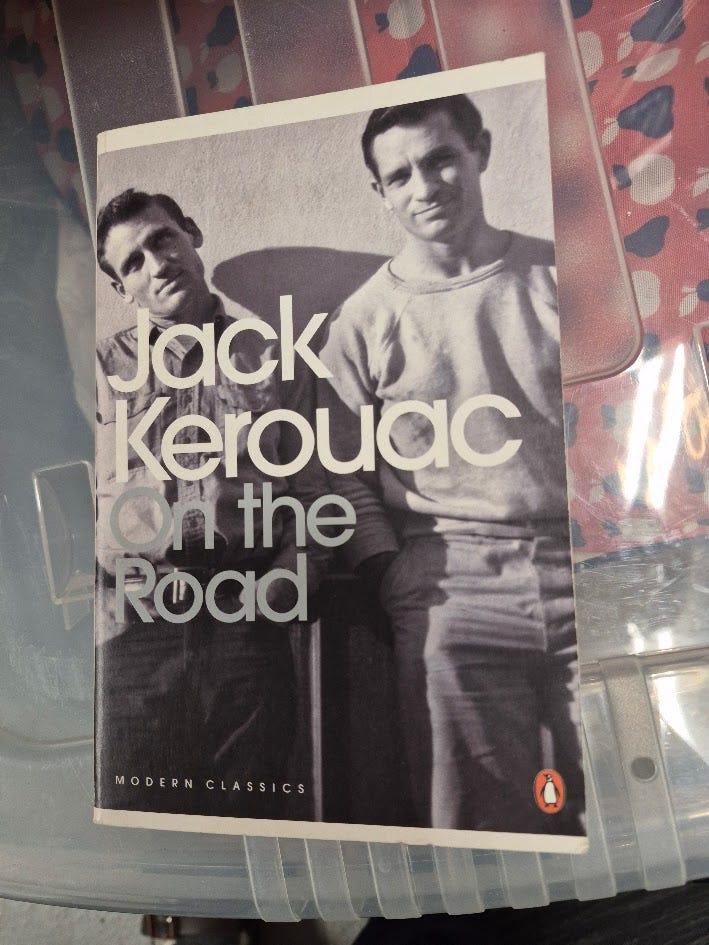 Jack
Kerouac
On the
Road
MODERN CLASSICS